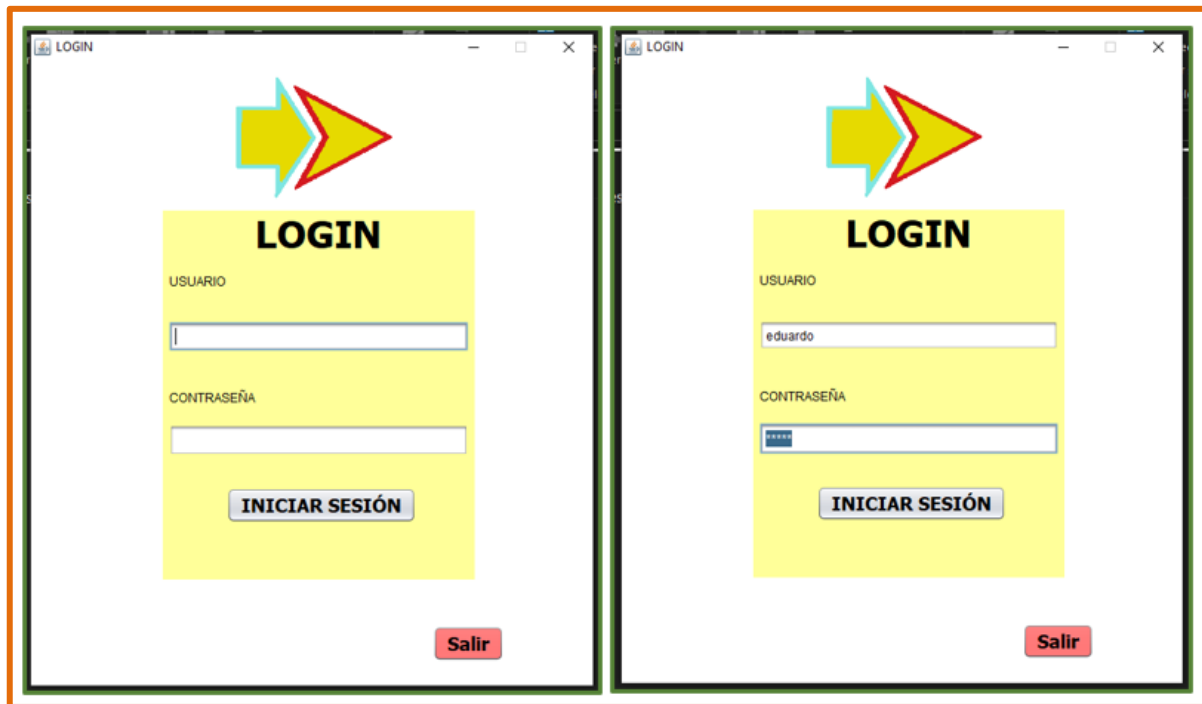 LOGIN
LOGIN
USUARIO
CONTRASEÑA
INICIAR SESIÓN
Salir
LOGIN
LOGIN
USUARIO
eduardo
CONTRASEÑA
*****
INICIAR SESIÓN
Salir